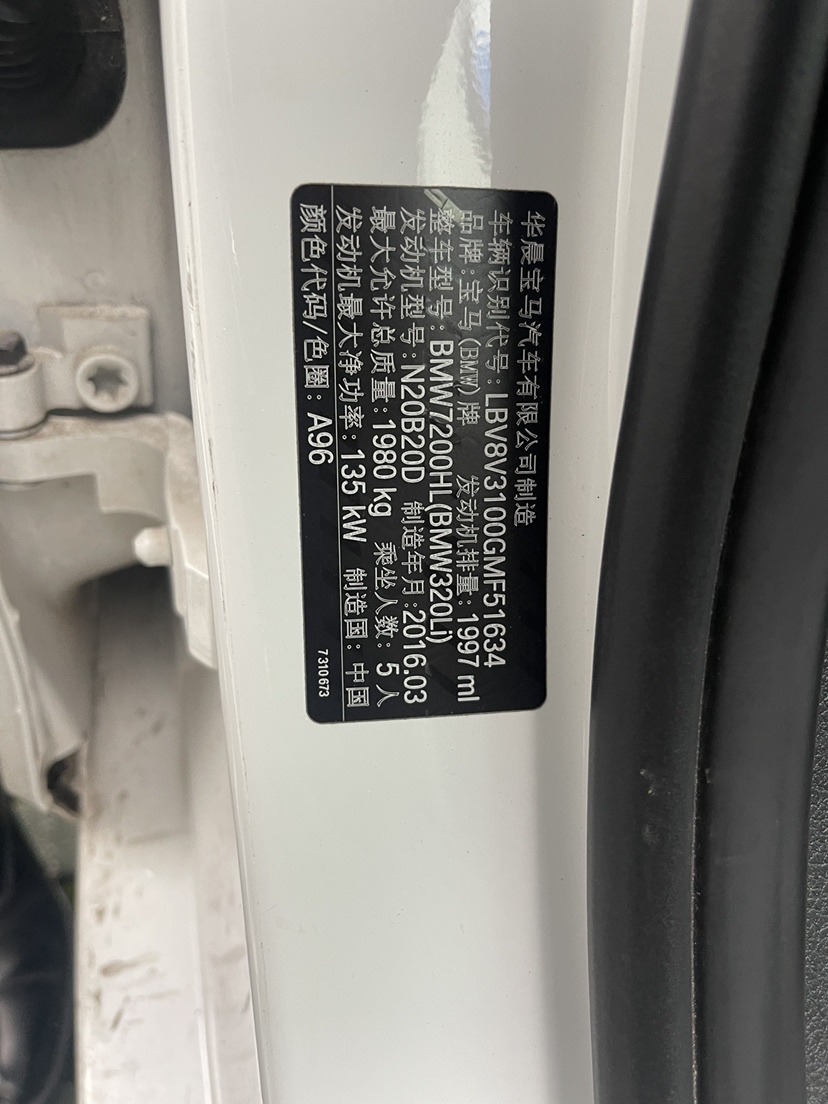 华晨宝马汽车有限公司制造
车辆识别代号：LBV8V3100GMF51634
品牌：宝马(BMW)牌 发动机排量：1997 ml
整车型号：BMW7200HL(BMW320Li)
发动机型号：N20B20D 制造年月：2016.03
最大允许总质量：1980 kg 乘坐人数：5 人
发动机最大净功率：135 kW 制造国：中国
颜色代码/色圈：A96
7310673